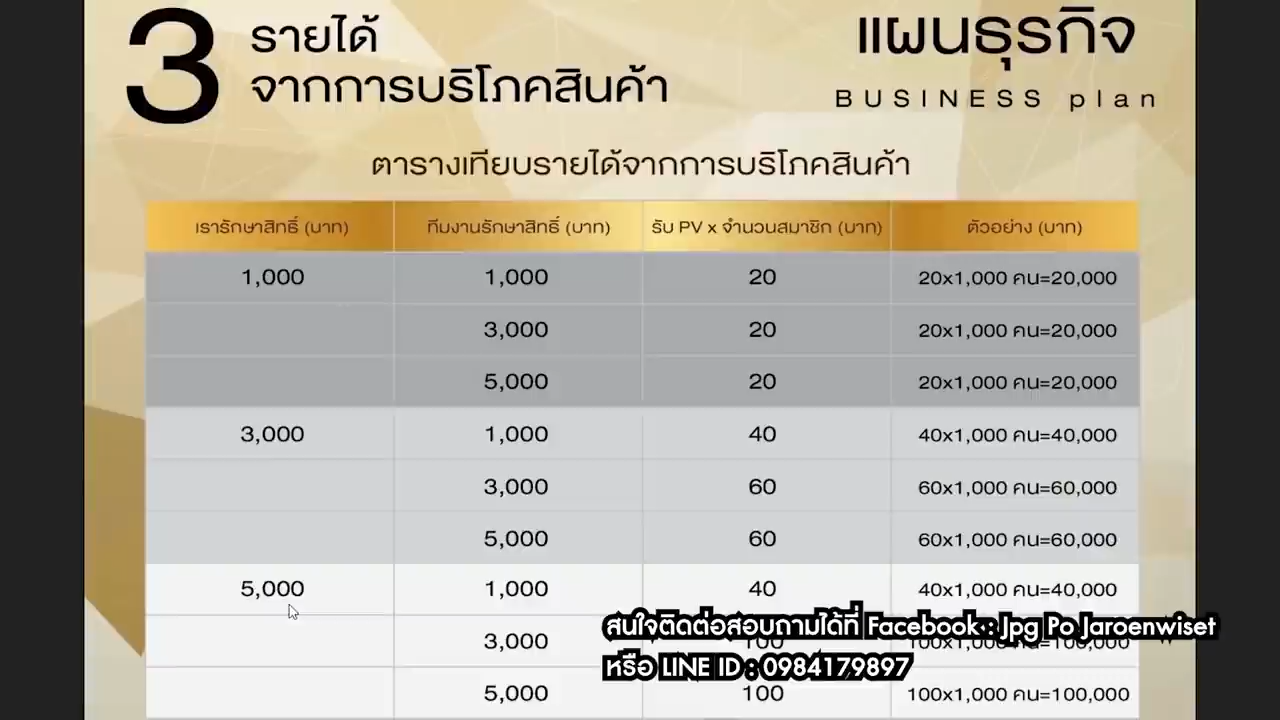 3
รายได้
จากการบริโภคสินค้า
แผนธุรกิจ
BUSINESS plan
ตารางเทียบรายได้จากการบริโภคสินค้า
เรารักษาสิทธิ์ (บาท) ทีมงานรักษาสิทธิ์ (บาท) รับ PV x จำนวนสมาชิก (บาท) ตัวอย่าง (บาท)
1,000 1,000 20 20x1,000 คน=20,000
3,000 20 20x1,000 คน=20,000
5,000 20 20x1,000 คน=20,000
3,000 1,000 40 40x1,000 คน=40,000
3,000 60 60x1,000 คน=60,000
5,000 60 60x1,000 คน=60,000
5,000 1,000 40 40x1,000 คน=40,000
3,000 100 100x1,000 คน=100,000
5,000 100 100x1,000 คน=100,000
สนใจติดต่อสอบถามได้ที่ Facebook : Jpg Po Jaroenwiset
หรือ LINE ID : 0984179897